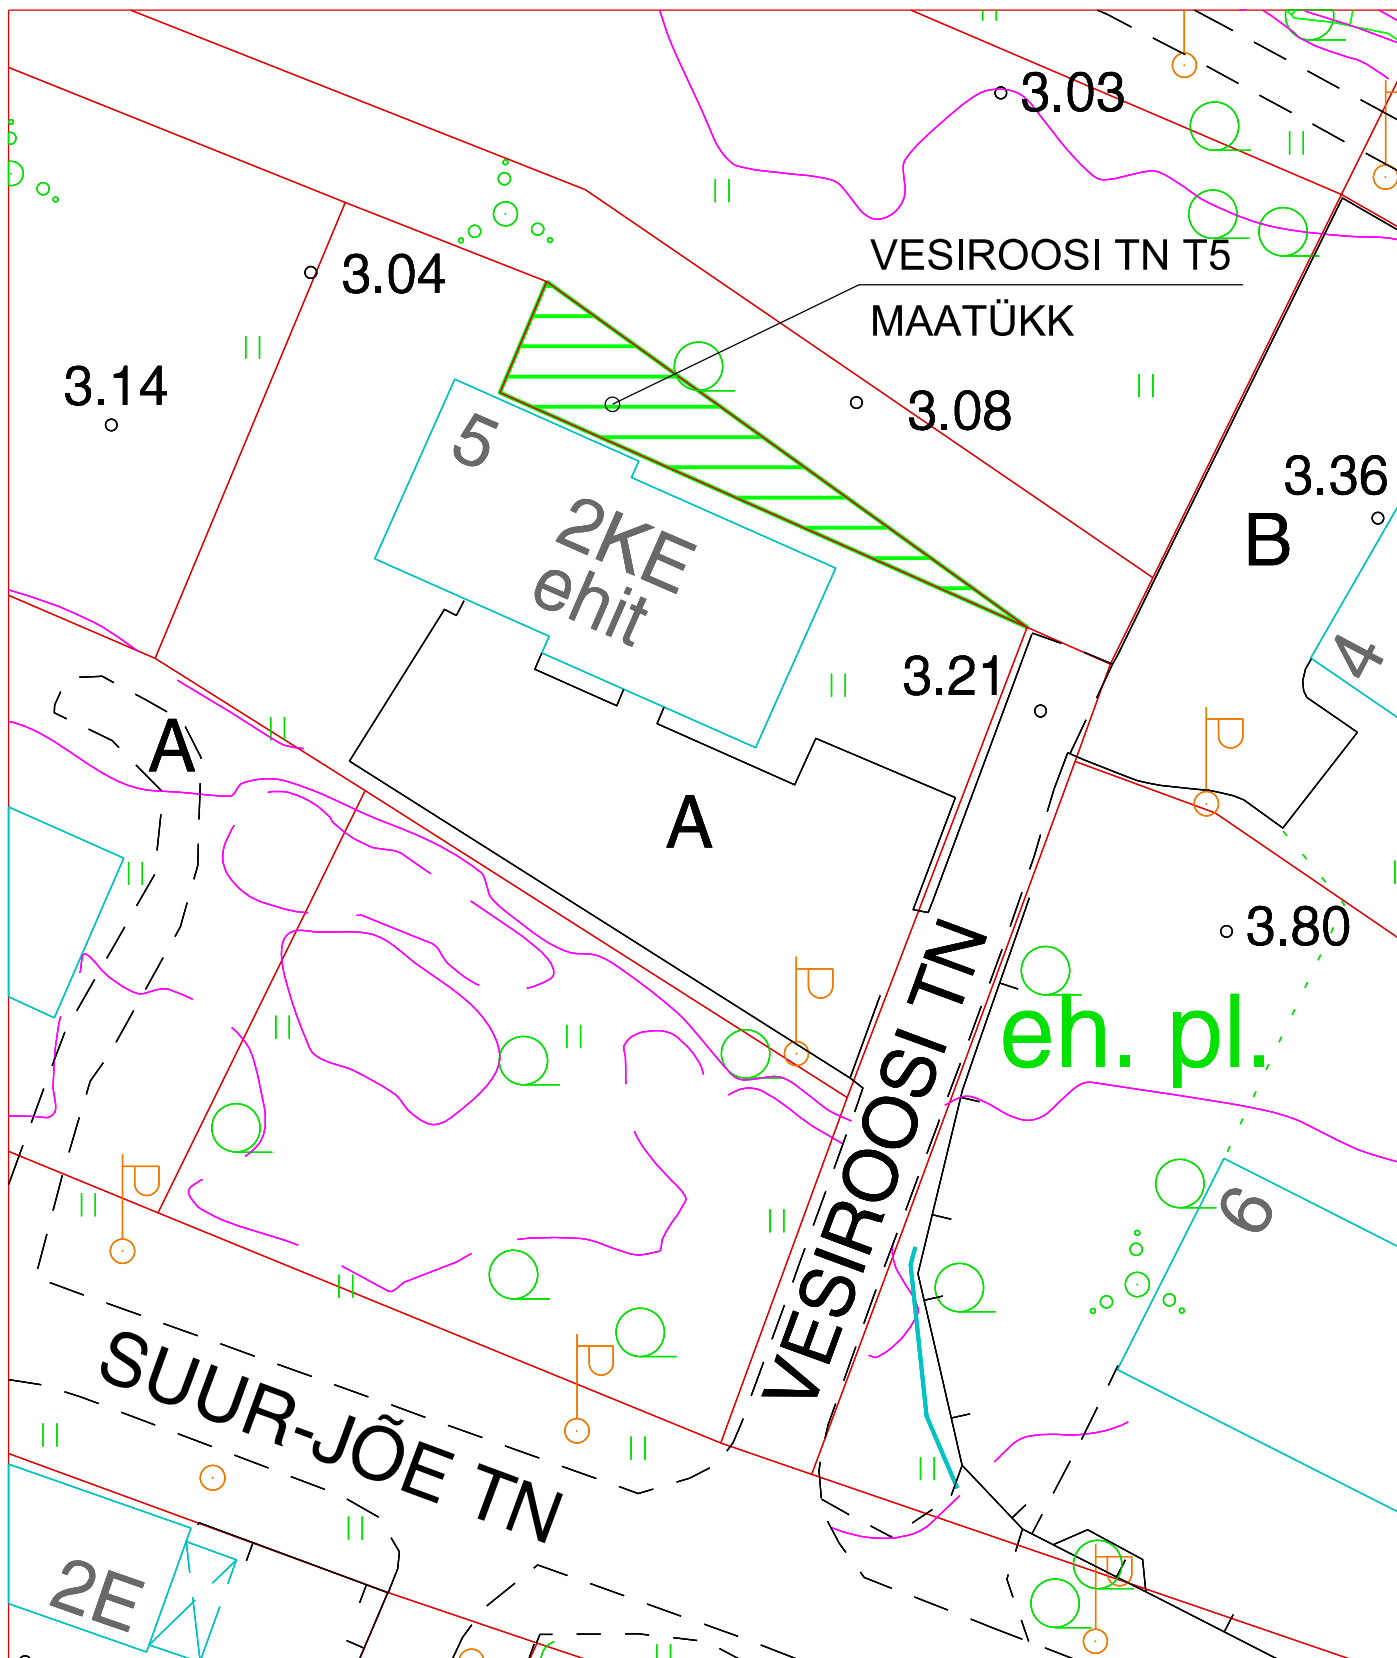 3.03
VESIROOSI TN T5
MAATÜKK
3.04
3.14
3.08
5
2KE
ehit
3.36
B
4
3.21
A
A
3.80
eh. pl.
VESIROOSI TN
6
SUUR-JÕE TN
2E